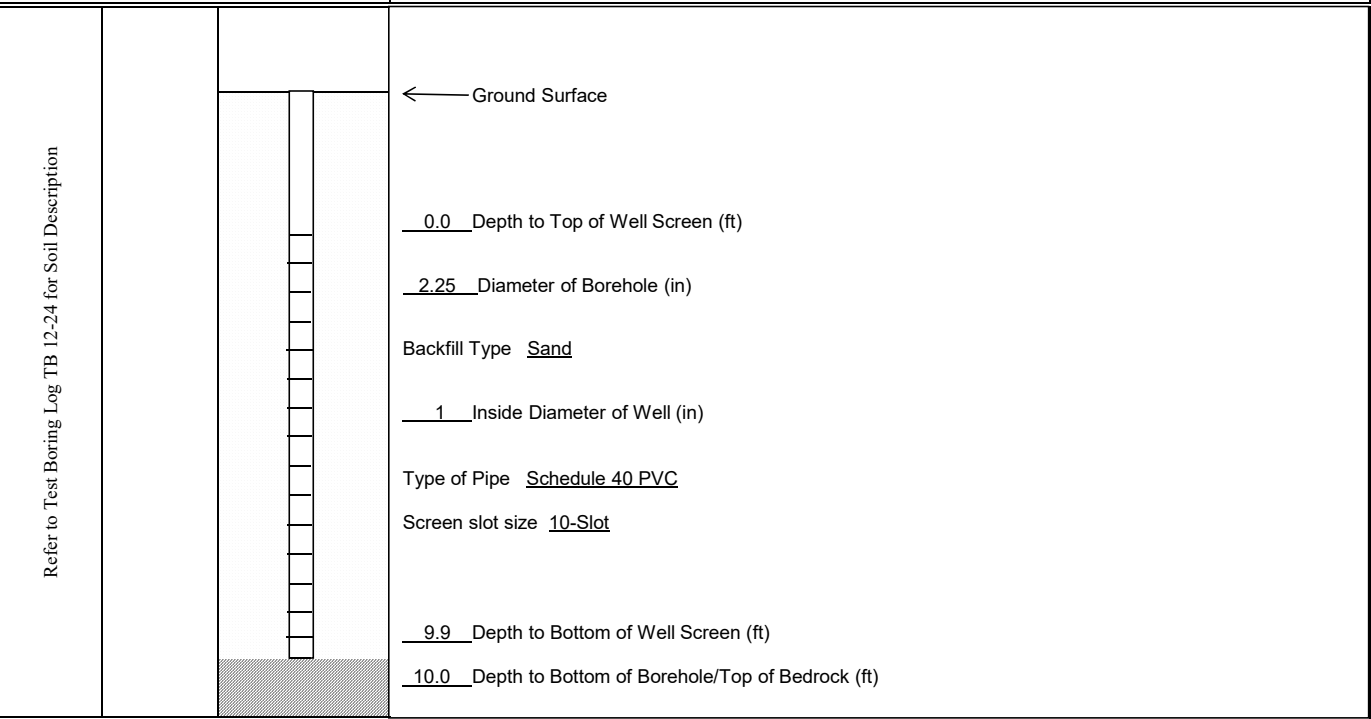 Refer to Test Boring Log TB 12-24 for Soil Description
Ground Surface
0.0 Depth to Top of Well Screen (ft)
2.25 Diameter of Borehole (in)
Backfill Type Sand
1 Inside Diameter of Well (in)
Type of Pipe Schedule 40 PVC
Screen slot size 10-Slot
9.9 Depth to Bottom of Well Screen (ft)
10.0 Depth to Bottom of Borehole/Top of Bedrock (ft)